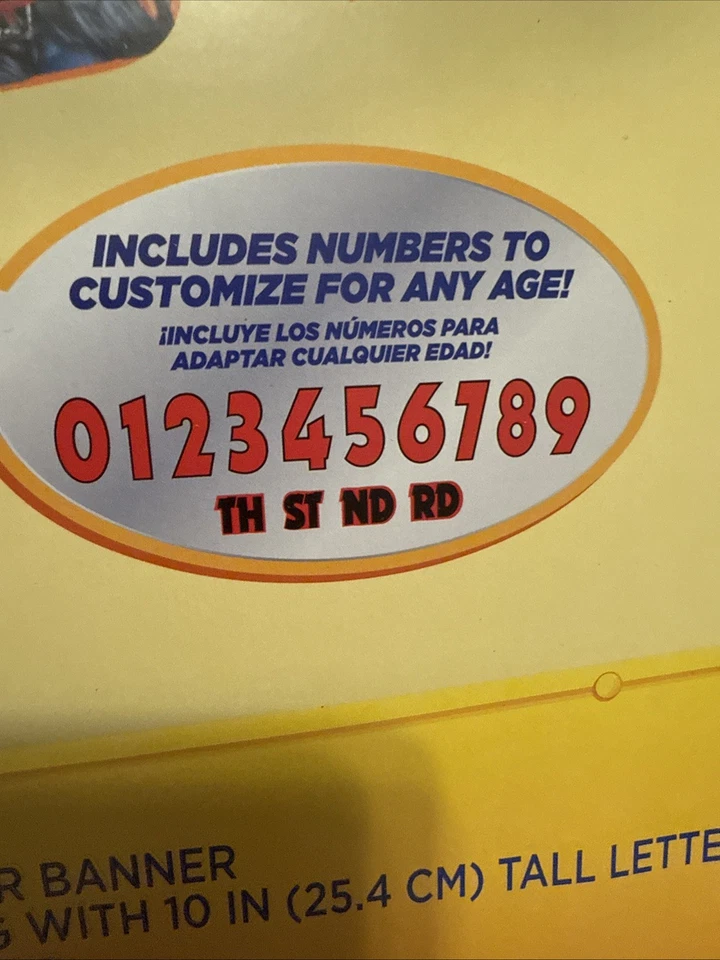 INCLUDES NUMBERS TO
CUSTOMIZE FOR ANY AGE!
¡INCLUYE LOS NÚMEROS PARA
ADAPTAR CUALQUIER EDAD!
0123456789
TH ST ND RD
BANNER
WITH 10 IN (25.4 CM) TALL